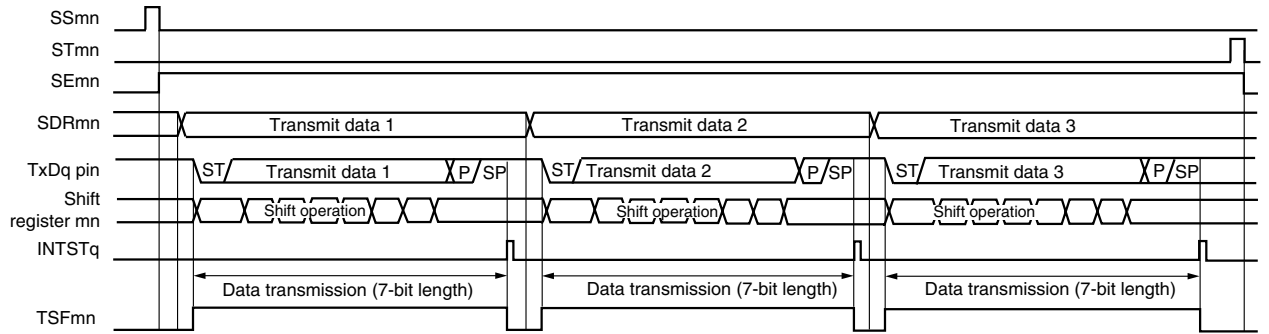 SSmn
STmn
SEmn
SDRmn Transmit data 1 Transmit data 2 Transmit data 3
TxDq pin ST Transmit data 1 P SP ST Transmit data 2 P SP ST Transmit data 3 P SP
Shift
register mn Shift operation Shift operation Shift operation
INTSTq
Data transmission (7-bit length) Data transmission (7-bit length) Data transmission (7-bit length)
TSFmn